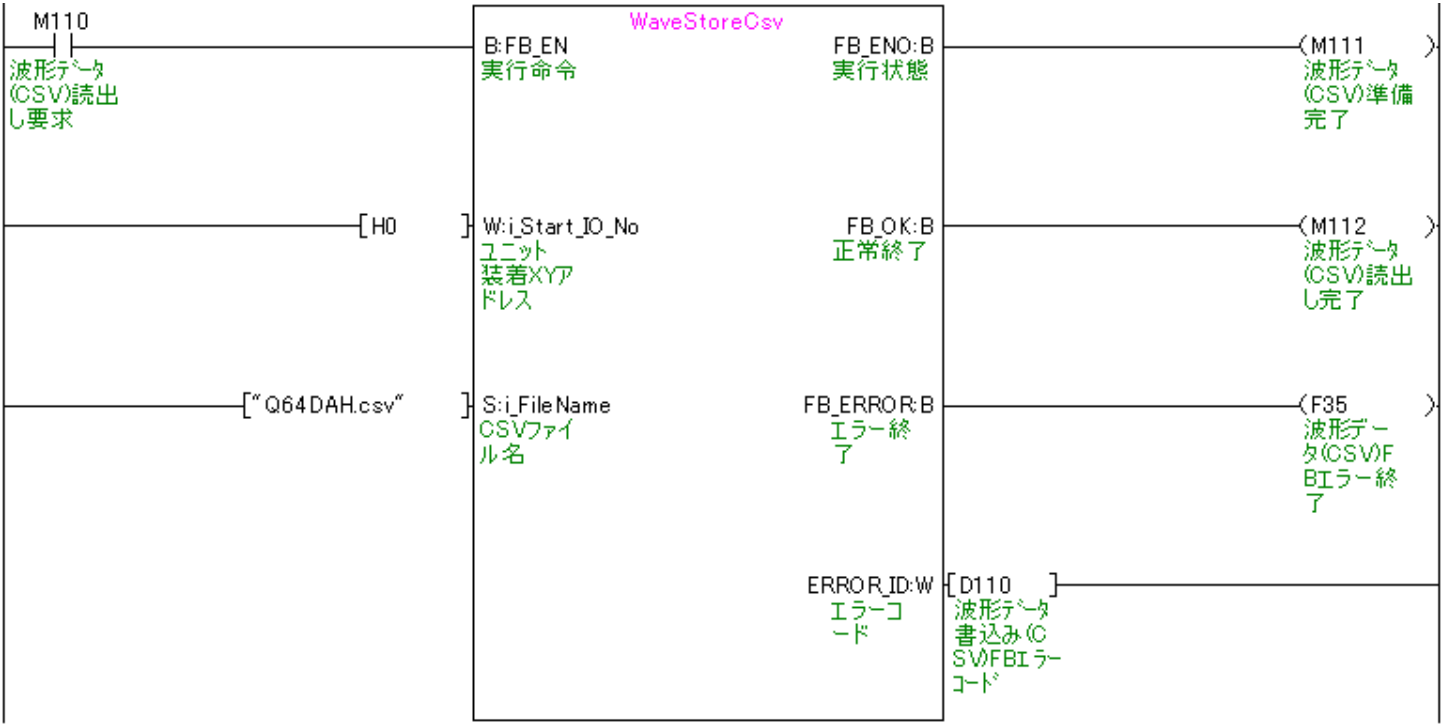 M110
波形ﾃﾞｰﾀ
(CSV)読出
し要求
WaveStoreCsv
B:FB_EN
実行命令
FB_ENO:B
実行状態
(M111 )
波形ﾃﾞｰﾀ
(CSV)準備
完了
[H0 ]
W:i_Start_IO_No
ユニット
装着XYア
ドレス
FB_OK:B
正常終了
(M112 )
波形ﾃﾞｰﾀ
(CSV)読出
し完了
["Q64DAH.csv" ]
S:i_FileName
CSVファイ
ル名
FB_ERROR:B
エラー終
了
(F35 )
波形デー
タ(CSV)F
Bエラー終
了
ERROR_ID:W
エラーコ
ード
[D110 ]
波形ﾃﾞｰﾀ
書込み(C
SV)FBｴﾗｰ
ｺｰﾄﾞ